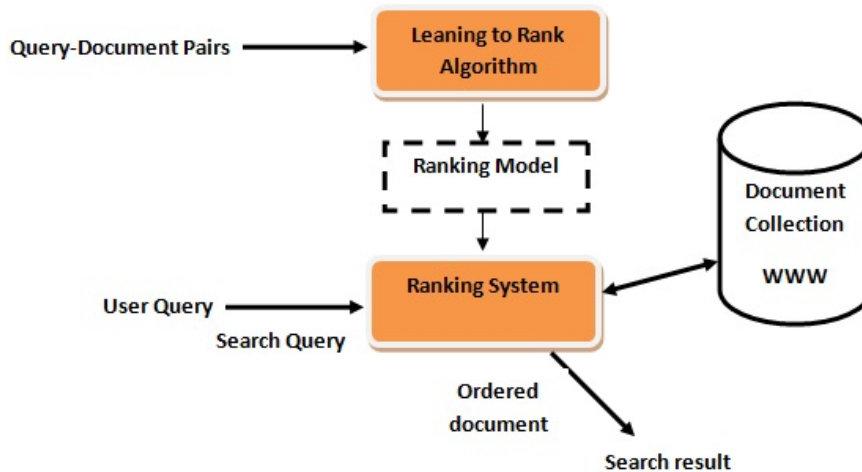 Query-Document Pairs
Leaning to Rank
Algorithm
Ranking Model
Document
Collection
WWW
Ranking System
User Query
Search Query
Ordered
document
Search result